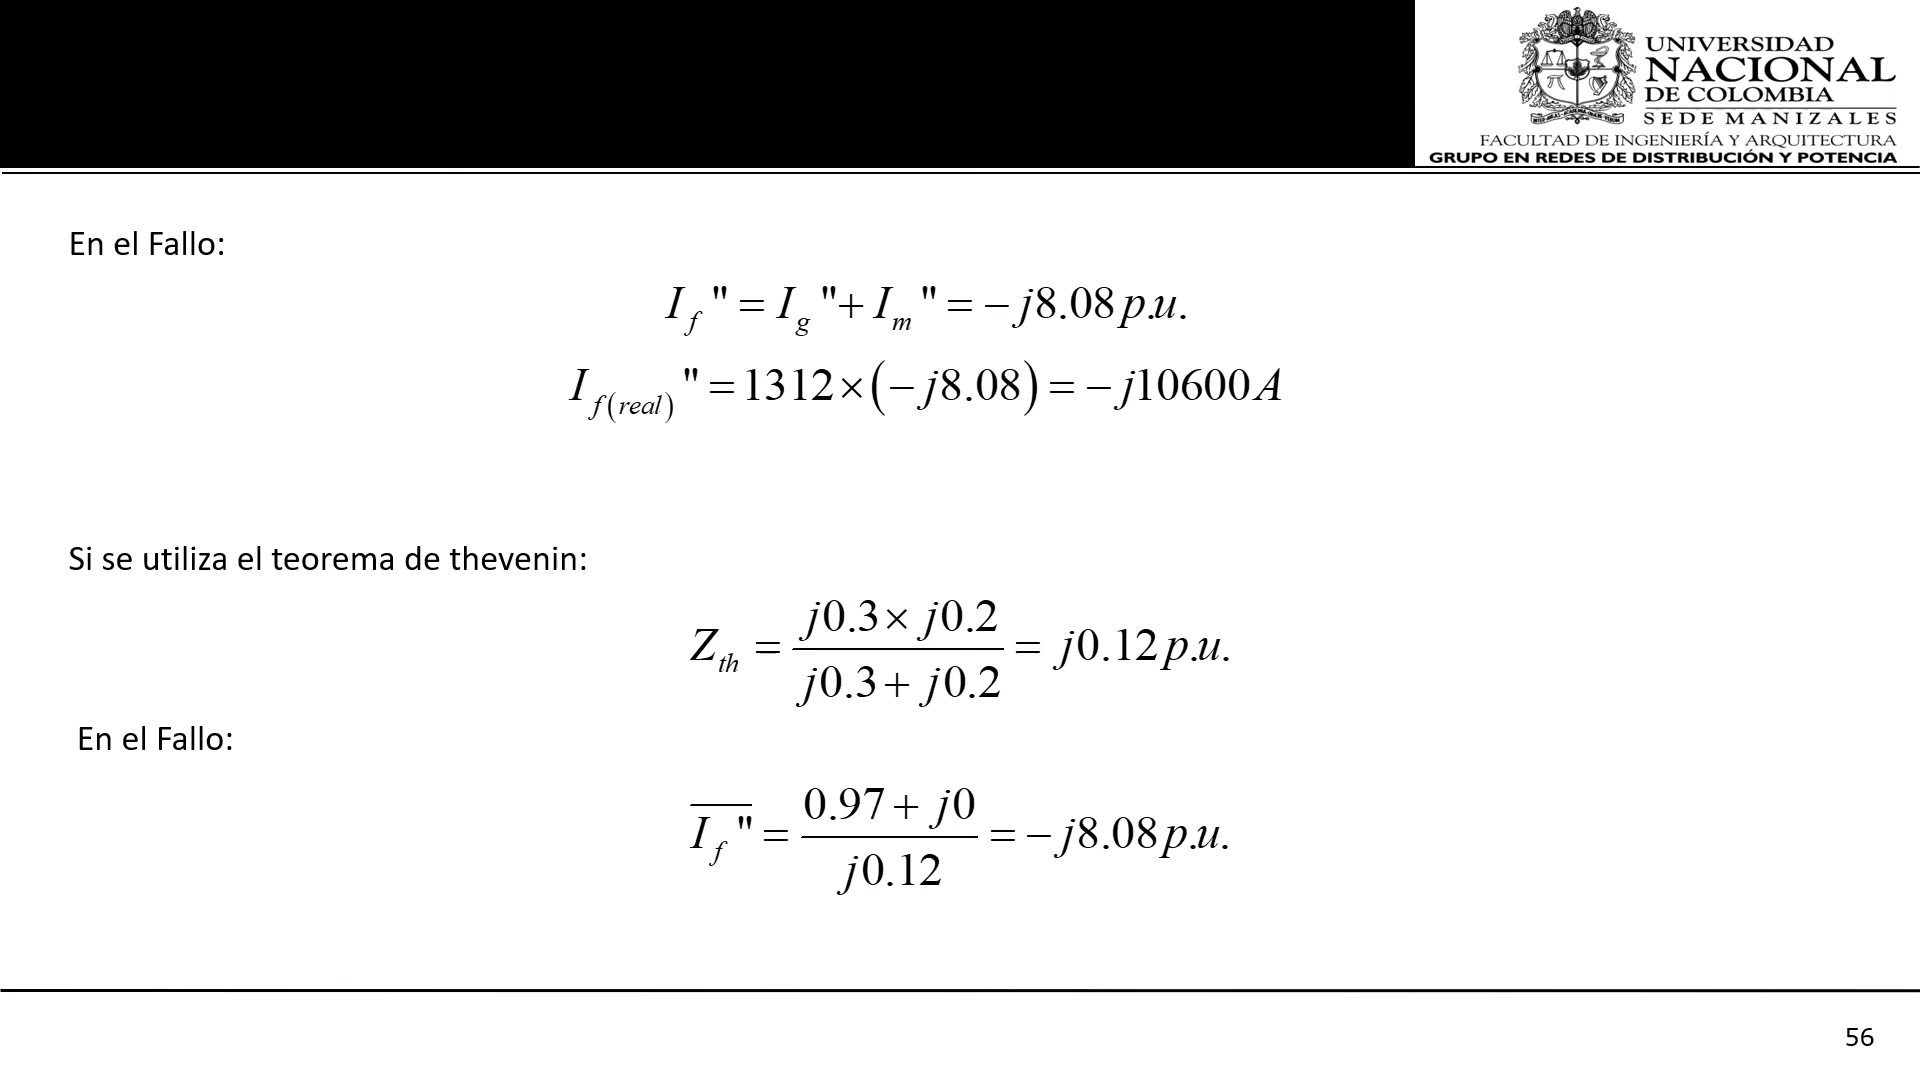 UNIVERSIDAD
NACIONAL
DE COLOMBIA
SEDE MANIZALES
FACULTAD DE INGENIERÍA Y ARQUITECTURA
GRUPO EN REDES DE DISTRIBUCIÓN Y POTENCIA
En el Fallo:
I_f " = I_g "+ I_m " = − j8.08 p.u.
I_f(real) " = 1312×(− j8.08) = − j10600 A
Si se utiliza el teorema de thevenin:
Z_th = (j0.3× j0.2)/(j0.3+ j0.2) = j0.12 p.u.
En el Fallo:
\overline{I_f "} = (0.97+ j0)/(j0.12) = − j8.08 p.u.
56